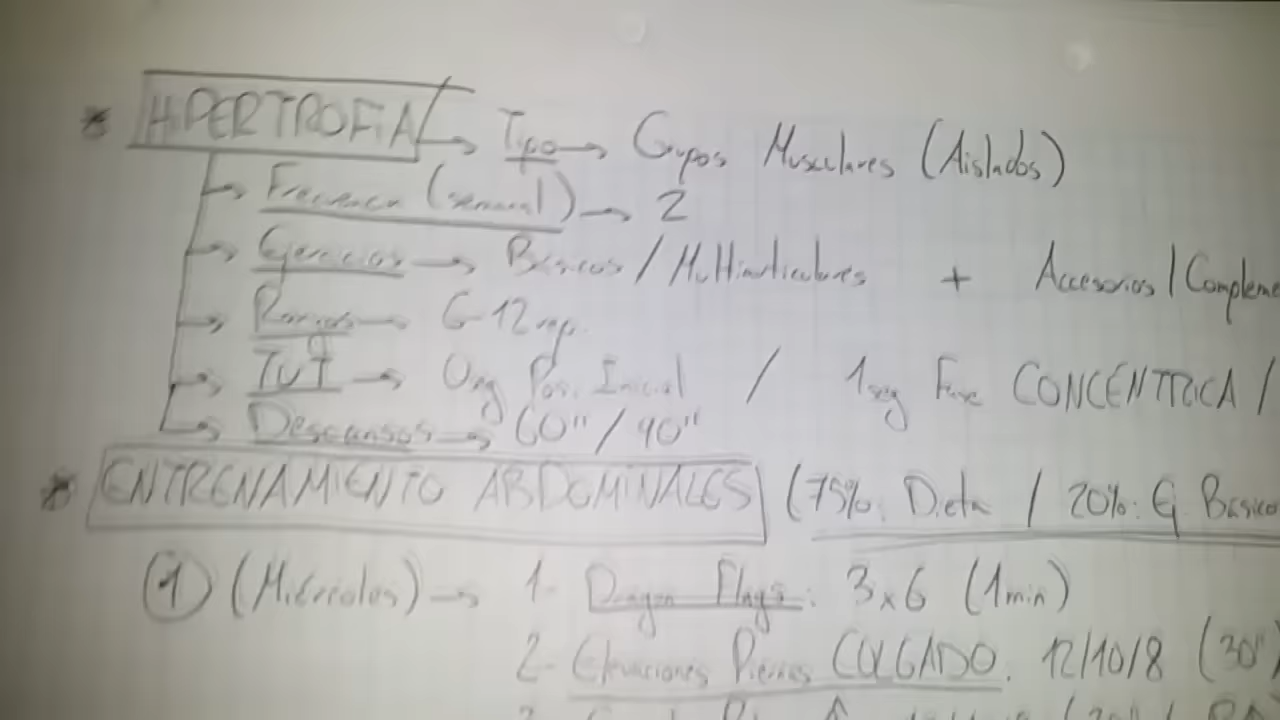 * HIPERTROFIA → Tipo → Grupos Musculares (Aislados)
→ Frecuencia (semanal) → 2
→ Ejercicios → Básicos / Multiarticulares + Accesorios / Compleme
→ Rangos → 6-12 rep.
→ TUT → 0 seg Pos. Inicial / 1 seg Fase CONCENTRICA /
→ Descansos → 60" / 90"
* ENTRENAMIENTO ABDOMINALES (75%: Dieta / 20%: Ej. Básico
① (Miércoles) → 1- Dragon Flags: 3x6 (1min)
2- Elevaciones Piernas COLGADO: 12/10/8 (30")